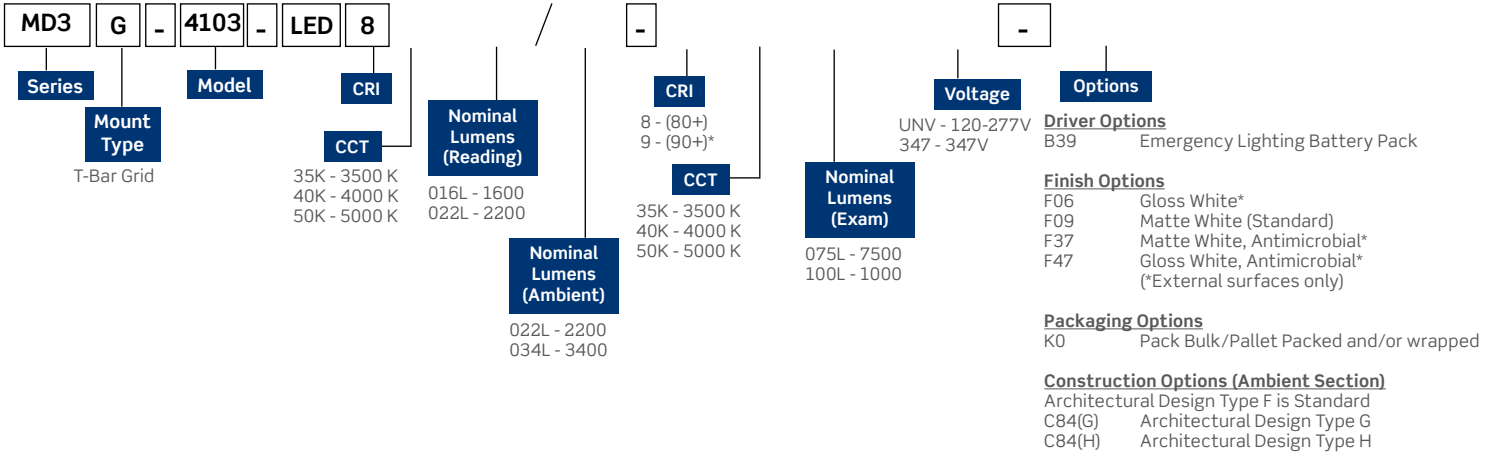 MD3 G - 4103 - LED 8 / - -
Series
Mount
Type
T-Bar Grid
Model
CRI
CCT
35K - 3500 K
40K - 4000 K
50K - 5000 K
Nominal
Lumens
(Reading)
016L - 1600
022L - 2200
Nominal
Lumens
(Ambient)
022L - 2200
034L - 3400
CRI
8 - (80+)
9 - (90+)*
CCT
35K - 3500 K
40K - 4000 K
50K - 5000 K
Nominal
Lumens
(Exam)
075L - 7500
100L - 1000
Voltage
UNV - 120-277V
347 - 347V
Options
Driver Options
B39 Emergency Lighting Battery Pack
Finish Options
F06 Gloss White*
F09 Matte White (Standard)
F37 Matte White, Antimicrobial*
F47 Gloss White, Antimicrobial*
(*External surfaces only)
Packaging Options
K0 Pack Bulk/Pallet Packed and/or wrapped
Construction Options (Ambient Section)
Architectural Design Type F is Standard
C84(G) Architectural Design Type G
C84(H) Architectural Design Type H